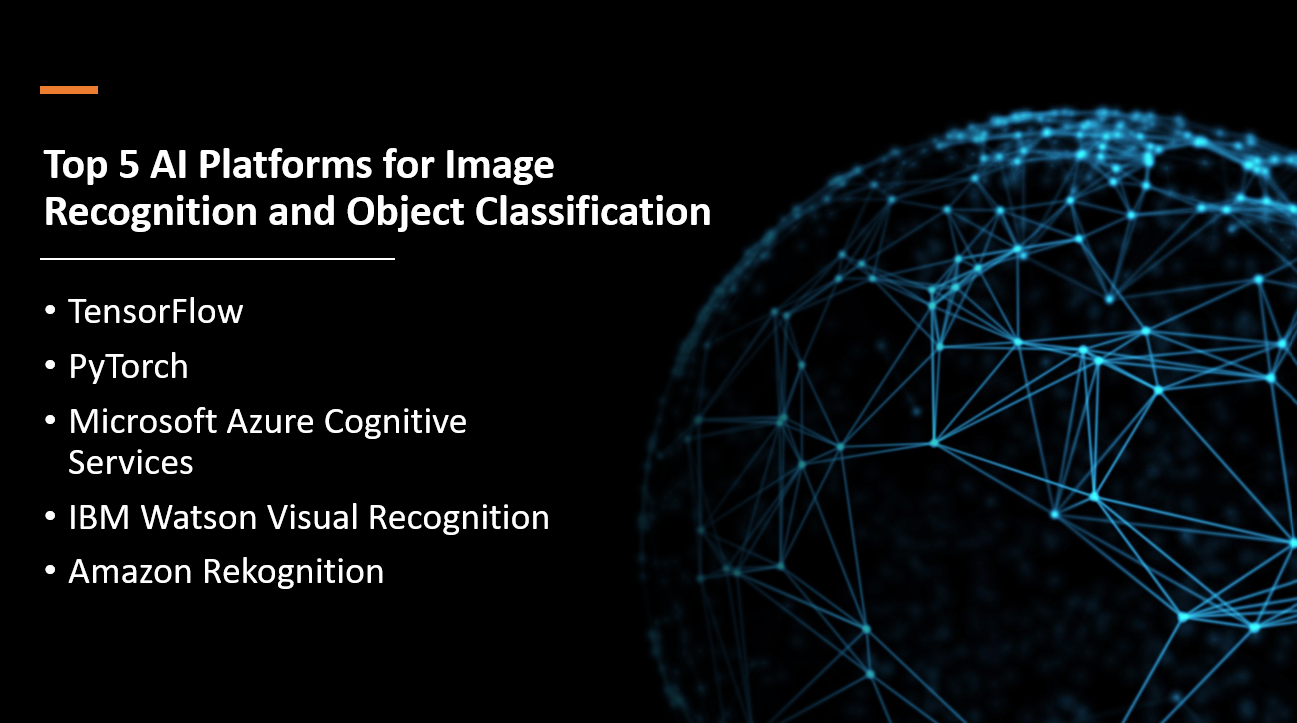 Top 5 AI Platforms for Image
Recognition and Object Classification
• TensorFlow
• PyTorch
• Microsoft Azure Cognitive
Services
• IBM Watson Visual Recognition
• Amazon Rekognition